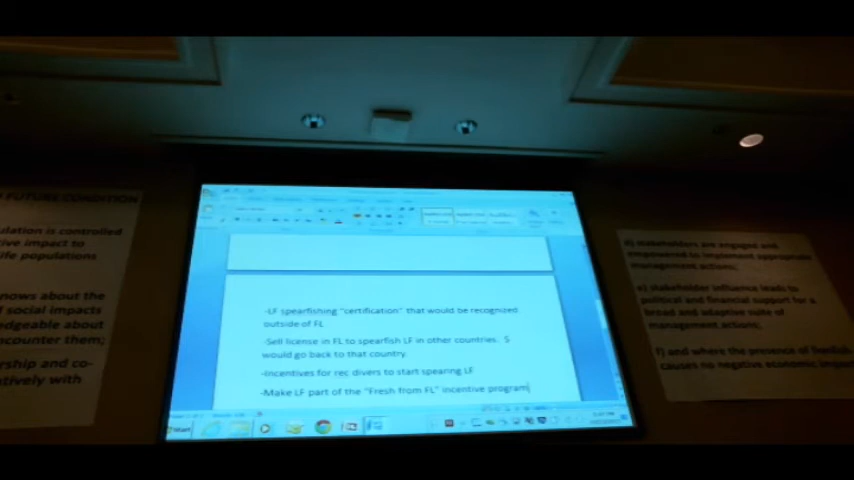 FUTURE CONDITION
ulation is controlled
tive impact to
life populations
nows about the
social impacts
dgeable about
ncounter them;
rship and co-
atively with
-LF spearfishing "certification" that would be recognized
outside of FL
-Sell license in FL to spearfish LF in other countries. $
would go back to that country.
-Incentives for rec divers to start spearing LF
-Make LF part of the "Fresh from FL" incentive program
Start
stakeholders are engaged and
empowered to implement appropriate
management actions;
e) stakeholder influence leads to
political and financial support for a
broad and adaptive suite of
management actions;
f) and where the presence of lionfish
causes no negative economic impact